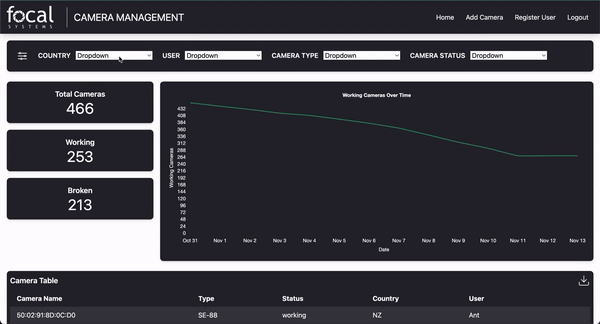 focal
SYSTEMS
CAMERA MANAGEMENT
Home Add Camera Register User Logout
COUNTRY Dropdown USER Dropdown CAMERA TYPE Dropdown CAMERA STATUS Dropdown
Total Cameras
466
Working
253
Broken
213
Working Cameras Over Time
Working Cameras
432
408
384
360
336
312
288
264
240
216
192
168
144
120
96
72
48
24
0
Oct 31 Nov 1 Nov 2 Nov 3 Nov 4 Nov 5 Nov 6 Nov 7 Nov 8 Nov 9 Nov 10 Nov 11 Nov 12 Nov 13
Date
Camera Table
Camera Name Type Status Country User
50:02:91:8D:0C:D0 SE-88 working NZ Ant